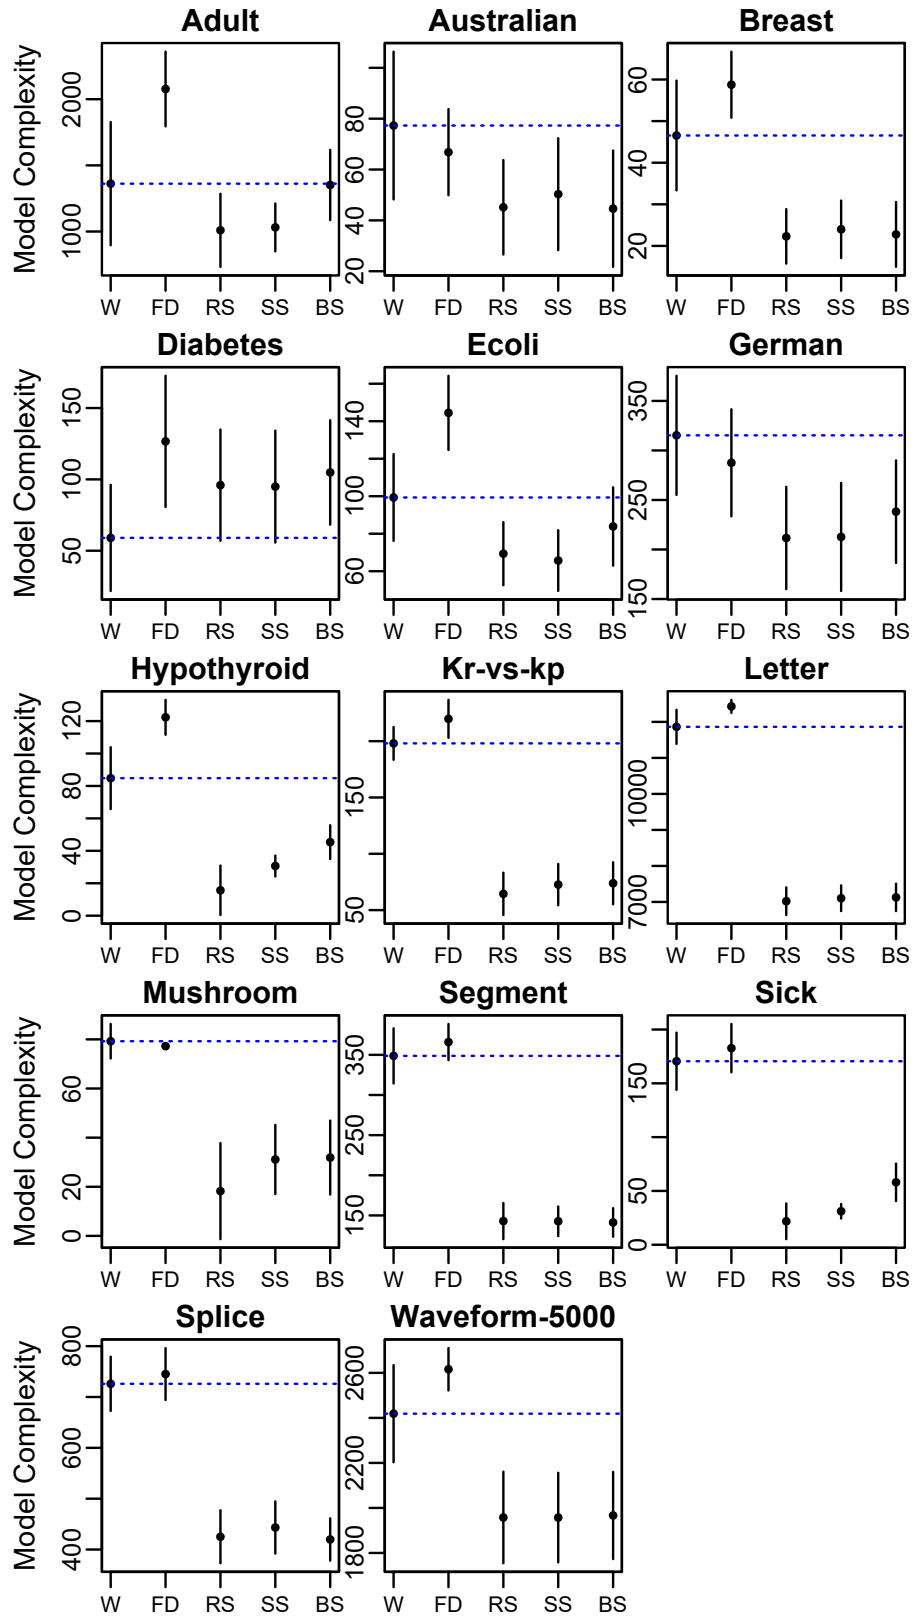 Adult
Australian
Breast
Model Complexity
1000 2000
20 40 60 80
20 40 60
W FD RS SS BS
W FD RS SS BS
W FD RS SS BS
Diabetes
Ecoli
German
Model Complexity
50 100 150
60 100 140
150 250 350
W FD RS SS BS
W FD RS SS BS
W FD RS SS BS
Hypothyroid
Kr-vs-kp
Letter
Model Complexity
0 40 80 120
50 150
7000 10000
W FD RS SS BS
W FD RS SS BS
W FD RS SS BS
Mushroom
Segment
Sick
Model Complexity
0 20 60
150 250 350
0 50 150
W FD RS SS BS
W FD RS SS BS
W FD RS SS BS
Splice
Waveform-5000
Model Complexity
400 600 800
1800 2200 2600
W FD RS SS BS
W FD RS SS BS